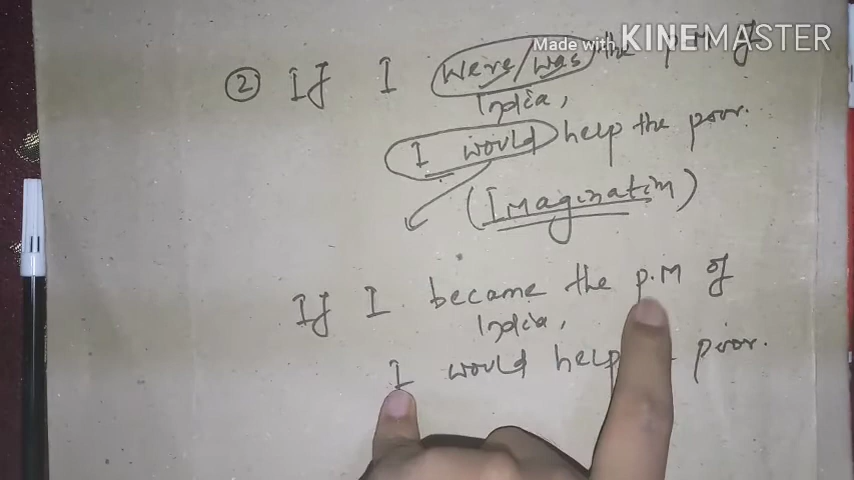 Made with KINEMASTER
② If I were/was the P.M of
India,
I would help the poor.
(Imagination)
If I became the P.M of
India,
I would help poor.